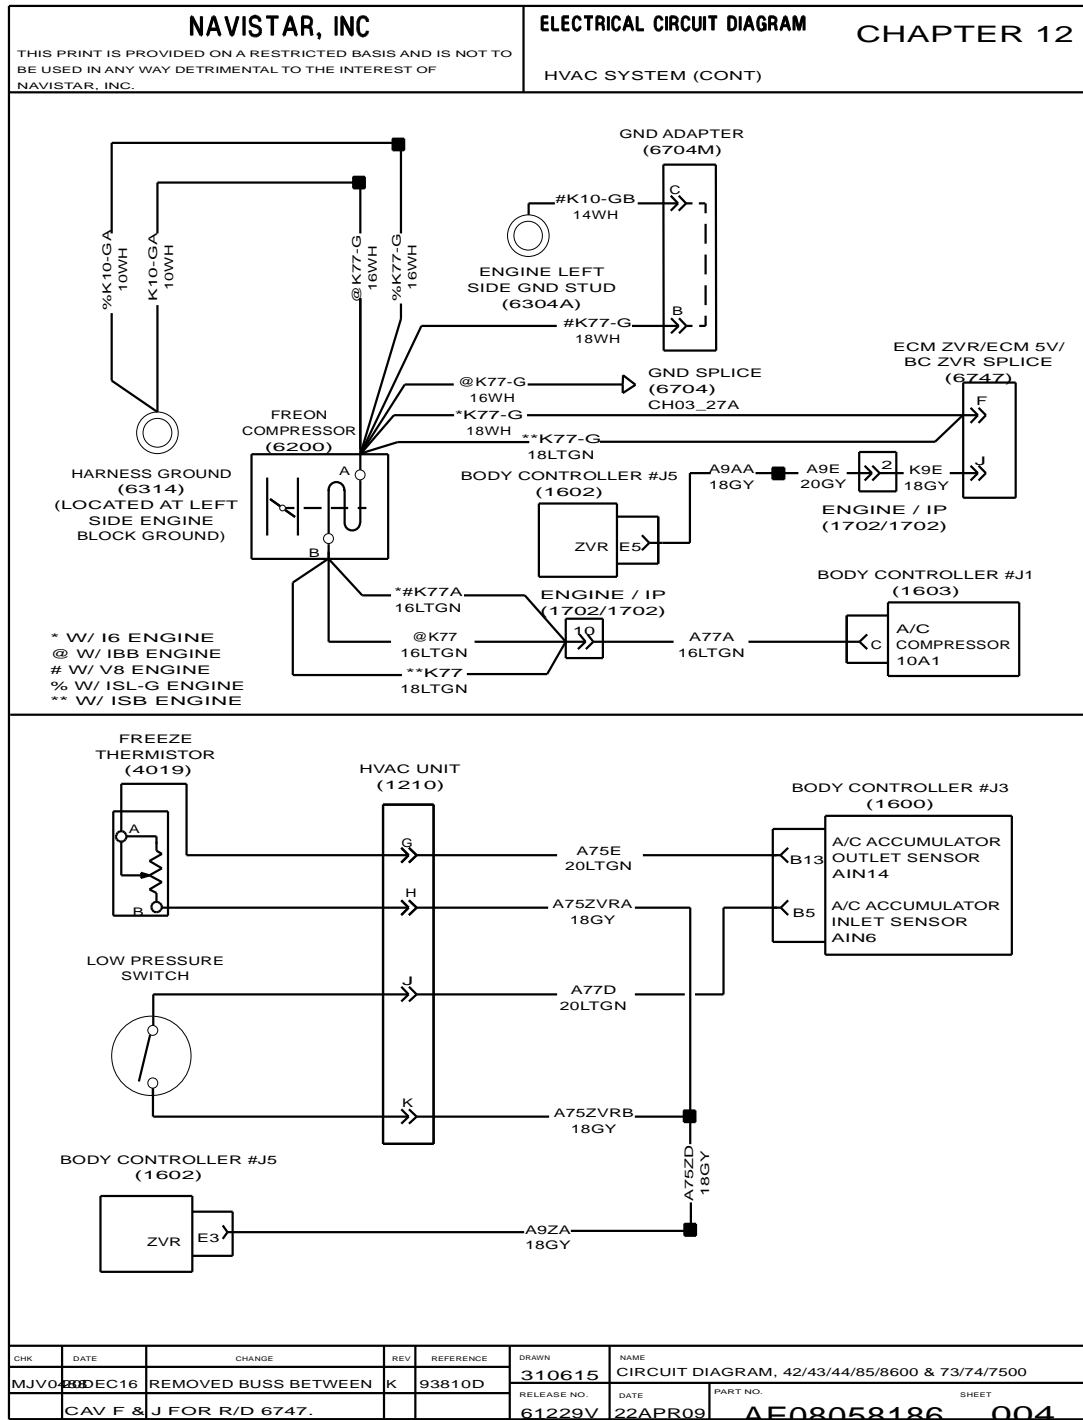 NAVISTAR, INC
THIS PRINT IS PROVIDED ON A RESTRICTED BASIS AND IS NOT TO
BE USED IN ANY WAY DETRIMENTAL TO THE INTEREST OF
NAVISTAR, INC.
ELECTRICAL CIRCUIT DIAGRAM
CHAPTER 12
HVAC SYSTEM (CONT)
%K10-GA
10WH
K10-GA
10WH
@K77-G
16WH
%K77-G
16WH
GND ADAPTER
(6704M)
C
#K10-GB
14WH
ENGINE LEFT
SIDE GND STUD
(6304A)
B
#K77-G
18WH
@K77-G
16WH
GND SPLICE
(6704)
CH03_27A
*K77-G
18WH
**K77-G
18LTGN
ECM ZVR/ECM 5V/
BC ZVR SPLICE
(6747)
F
J
HARNESS GROUND
(6314)
(LOCATED AT LEFT
SIDE ENGINE
BLOCK GROUND)
FREON
COMPRESSOR
(6200)
A
B
BODY CONTROLLER #J5
(1602)
ZVR
E5
A9AA
18GY
A9E
20GY
2
K9E
18GY
ENGINE / IP
(1702/1702)
*#K77A
16LTGN
@K77
16LTGN
**K77
18LTGN
ENGINE / IP
(1702/1702)
10
A77A
16LTGN
BODY CONTROLLER #J1
(1603)
C
A/C
COMPRESSOR
10A1
* W/ I6 ENGINE
@ W/ IBB ENGINE
# W/ V8 ENGINE
% W/ ISL-G ENGINE
** W/ ISB ENGINE
FREEZE
THERMISTOR
(4019)
A
B
HVAC UNIT
(1210)
G
H
J
K
A75E
20LTGN
A75ZVRA
18GY
A77D
20LTGN
A75ZVRB
18GY
BODY CONTROLLER #J3
(1600)
B13
A/C ACCUMULATOR
OUTLET SENSOR
AIN14
B5
A/C ACCUMULATOR
INLET SENSOR
AIN6
LOW PRESSURE
SWITCH
A75ZD
18GY
BODY CONTROLLER #J5
(1602)
ZVR
E3
A9ZA
18GY
CHK DATE CHANGE REV REFERENCE
DEC16 REMOVED BUSS BETWEEN K 93810D
CAV F & J FOR R/D 6747.
DRAWN
310615
NAME
CIRCUIT DIAGRAM, 42/43/44/85/8600 & 73/74/7500
RELEASE NO.
61229V
DATE
22APR09
PART NO.
AE08058186
SHEET
004